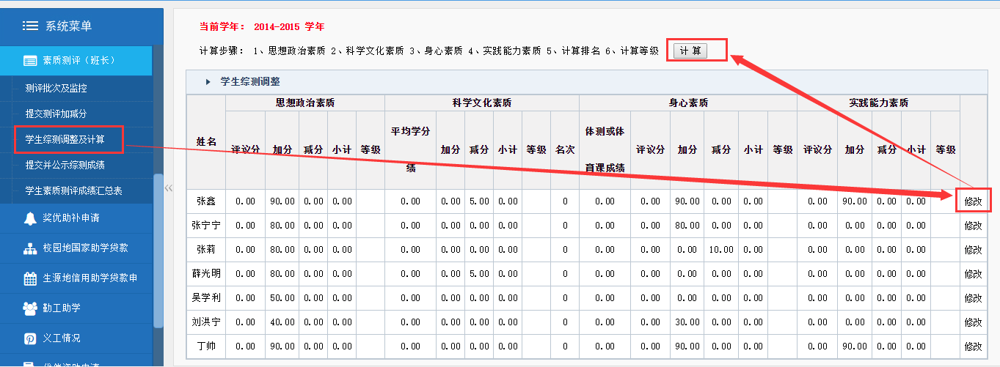 系统菜单
素质测评（班长）
测评批次及监控
提交测评加减分
学生综测调整及计算
提交并公示综测成绩
学生素质测评成绩汇总表
奖优助补申请
校园地国家助学贷款
生源地信用助学贷款申
勤工助学
义工情况
«
当前学年： 2014-2015 学年
计算步骤： 1、思想政治素质 2、科学文化素质 3、身心素质 4、实践能力素质 5、计算排名 6、计算等级 计 算
学生综测调整
姓名 思想政治素质 科学文化素质 身心素质 实践能力素质
评议分 加分 减分 小计 等级 平均学分绩 加分 减分 小计 等级 名次 体测或体育课成绩 评议分 加分 减分 小计 等级 评议分 加分 减分 小计 等级
张鑫 0.00 90.00 0.00 0.00 0.00 0.00 5.00 0.00 0 0.00 0.00 90.00 0.00 0.00 0.00 90.00 0.00 0.00 修改
张宁宁 0.00 80.00 0.00 0.00 0.00 0.00 0.00 0.00 0 0.00 0.00 80.00 0.00 0.00 0.00 0.00 0.00 0.00 修改
张莉 0.00 80.00 0.00 0.00 0.00 0.00 0.00 0.00 0 0.00 0.00 0.00 10.00 0.00 0.00 0.00 0.00 0.00 修改
薛光明 0.00 80.00 0.00 0.00 0.00 0.00 5.00 0.00 0 0.00 0.00 0.00 0.00 0.00 0.00 0.00 0.00 0.00 修改
吴学利 0.00 50.00 0.00 0.00 0.00 0.00 0.00 0.00 0 0.00 0.00 0.00 0.00 0.00 0.00 0.00 0.00 0.00 修改
刘洪宁 0.00 40.00 0.00 0.00 0.00 0.00 0.00 0.00 0 0.00 0.00 30.00 0.00 0.00 0.00 0.00 0.00 0.00 修改
丁帅 0.00 90.00 0.00 0.00 0.00 0.00 0.00 0.00 0 0.00 0.00 90.00 0.00 0.00 0.00 90.00 0.00 0.00 修改